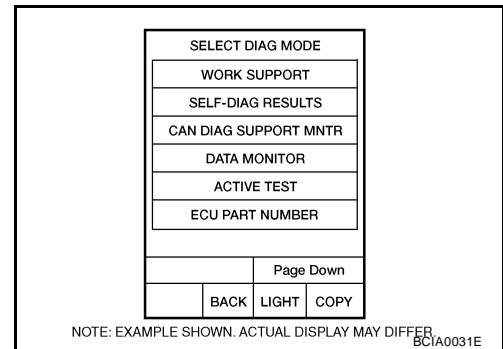 SELECT DIAG MODE
WORK SUPPORT
SELF-DIAG RESULTS
CAN DIAG SUPPORT MNTR
DATA MONITOR
ACTIVE TEST
ECU PART NUMBER
Page Down
BACK LIGHT COPY
NOTE: EXAMPLE SHOWN. ACTUAL DISPLAY MAY DIFFER.
BCIA0031E